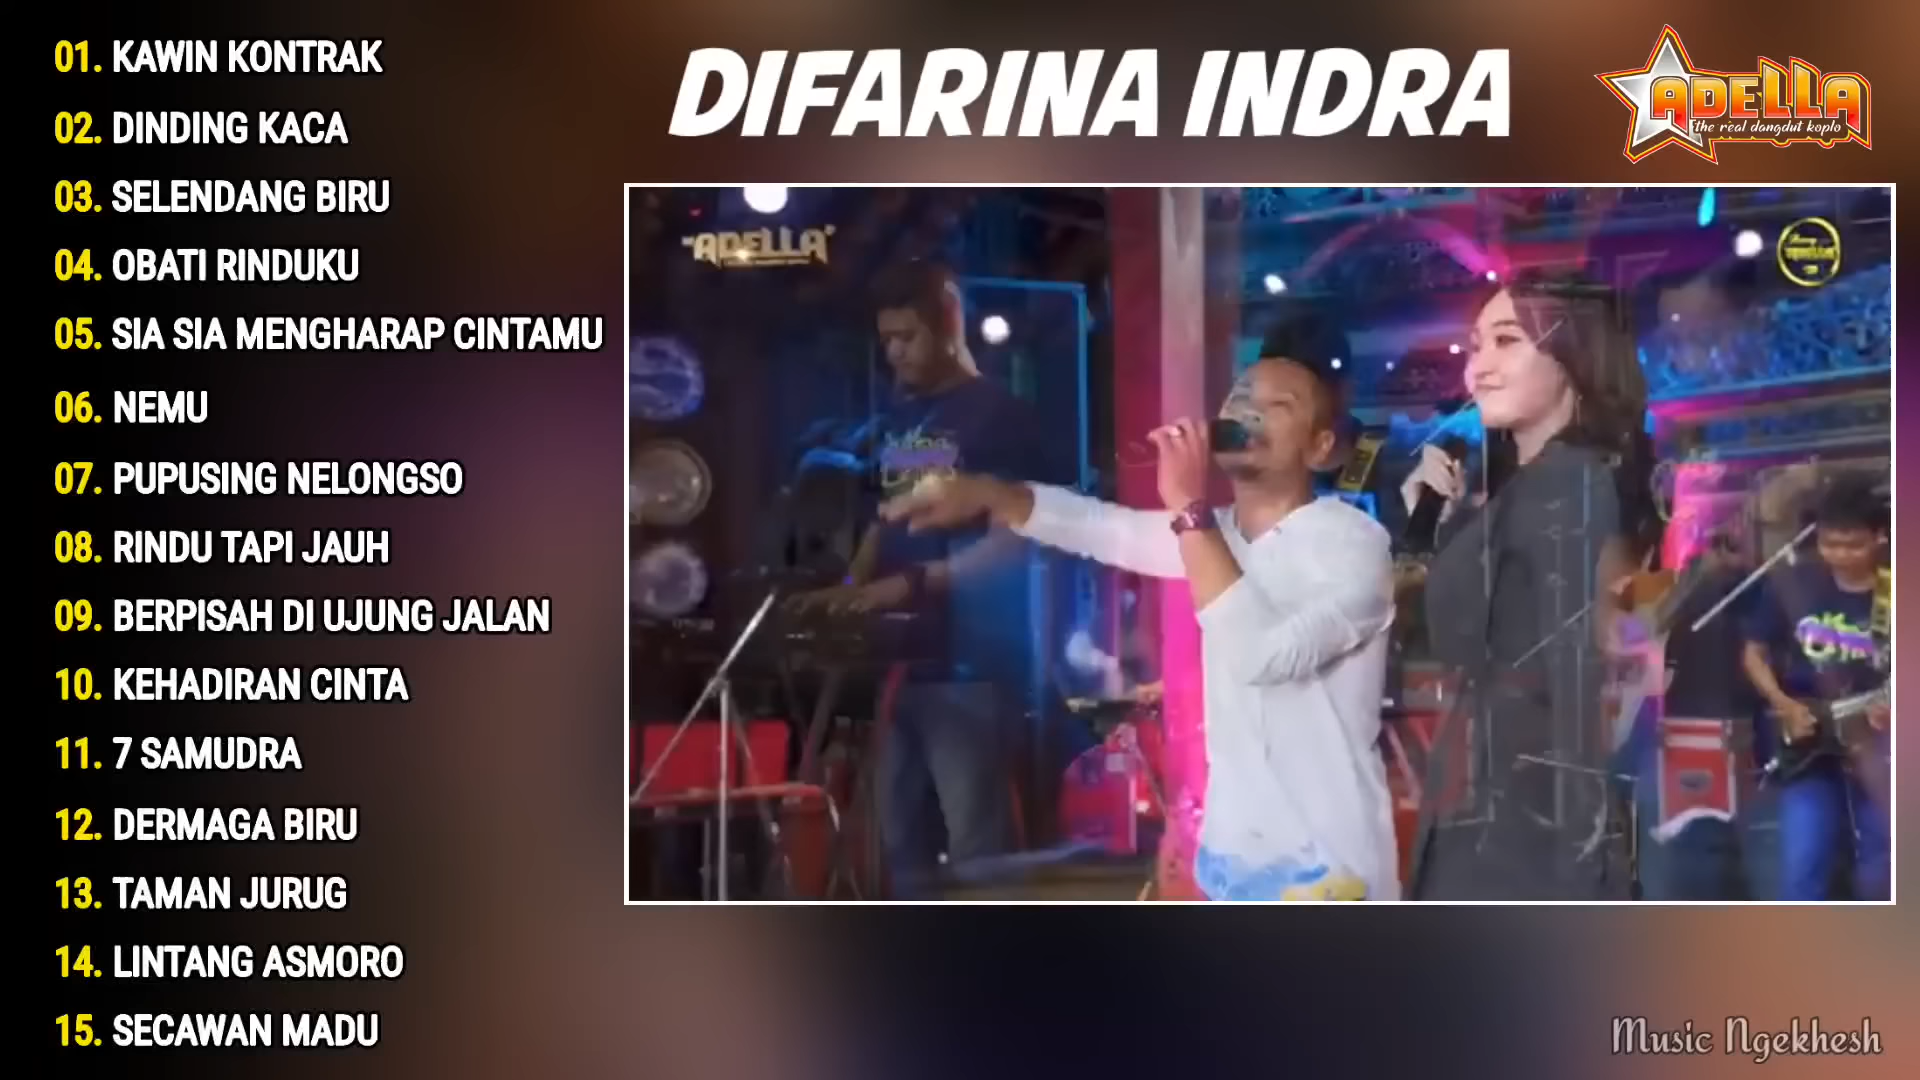 01. KAWIN KONTRAK
02. DINDING KACA
03. SELENDANG BIRU
04. OBATI RINDUKU
05. SIA SIA MENGHARAP CINTAMU
06. NEMU
07. PUPUSING NELONGSO
08. RINDU TAPI JAUH
09. BERPISAH DI UJUNG JALAN
10. KEHADIRAN CINTA
11. 7 SAMUDRA
12. DERMAGA BIRU
13. TAMAN JURUG
14. LINTANG ASMORO
15. SECAWAN MADU
DIFARINA INDRA
ADELLA
the real dangdut koplo
ADELLA
Music Ngekhesh